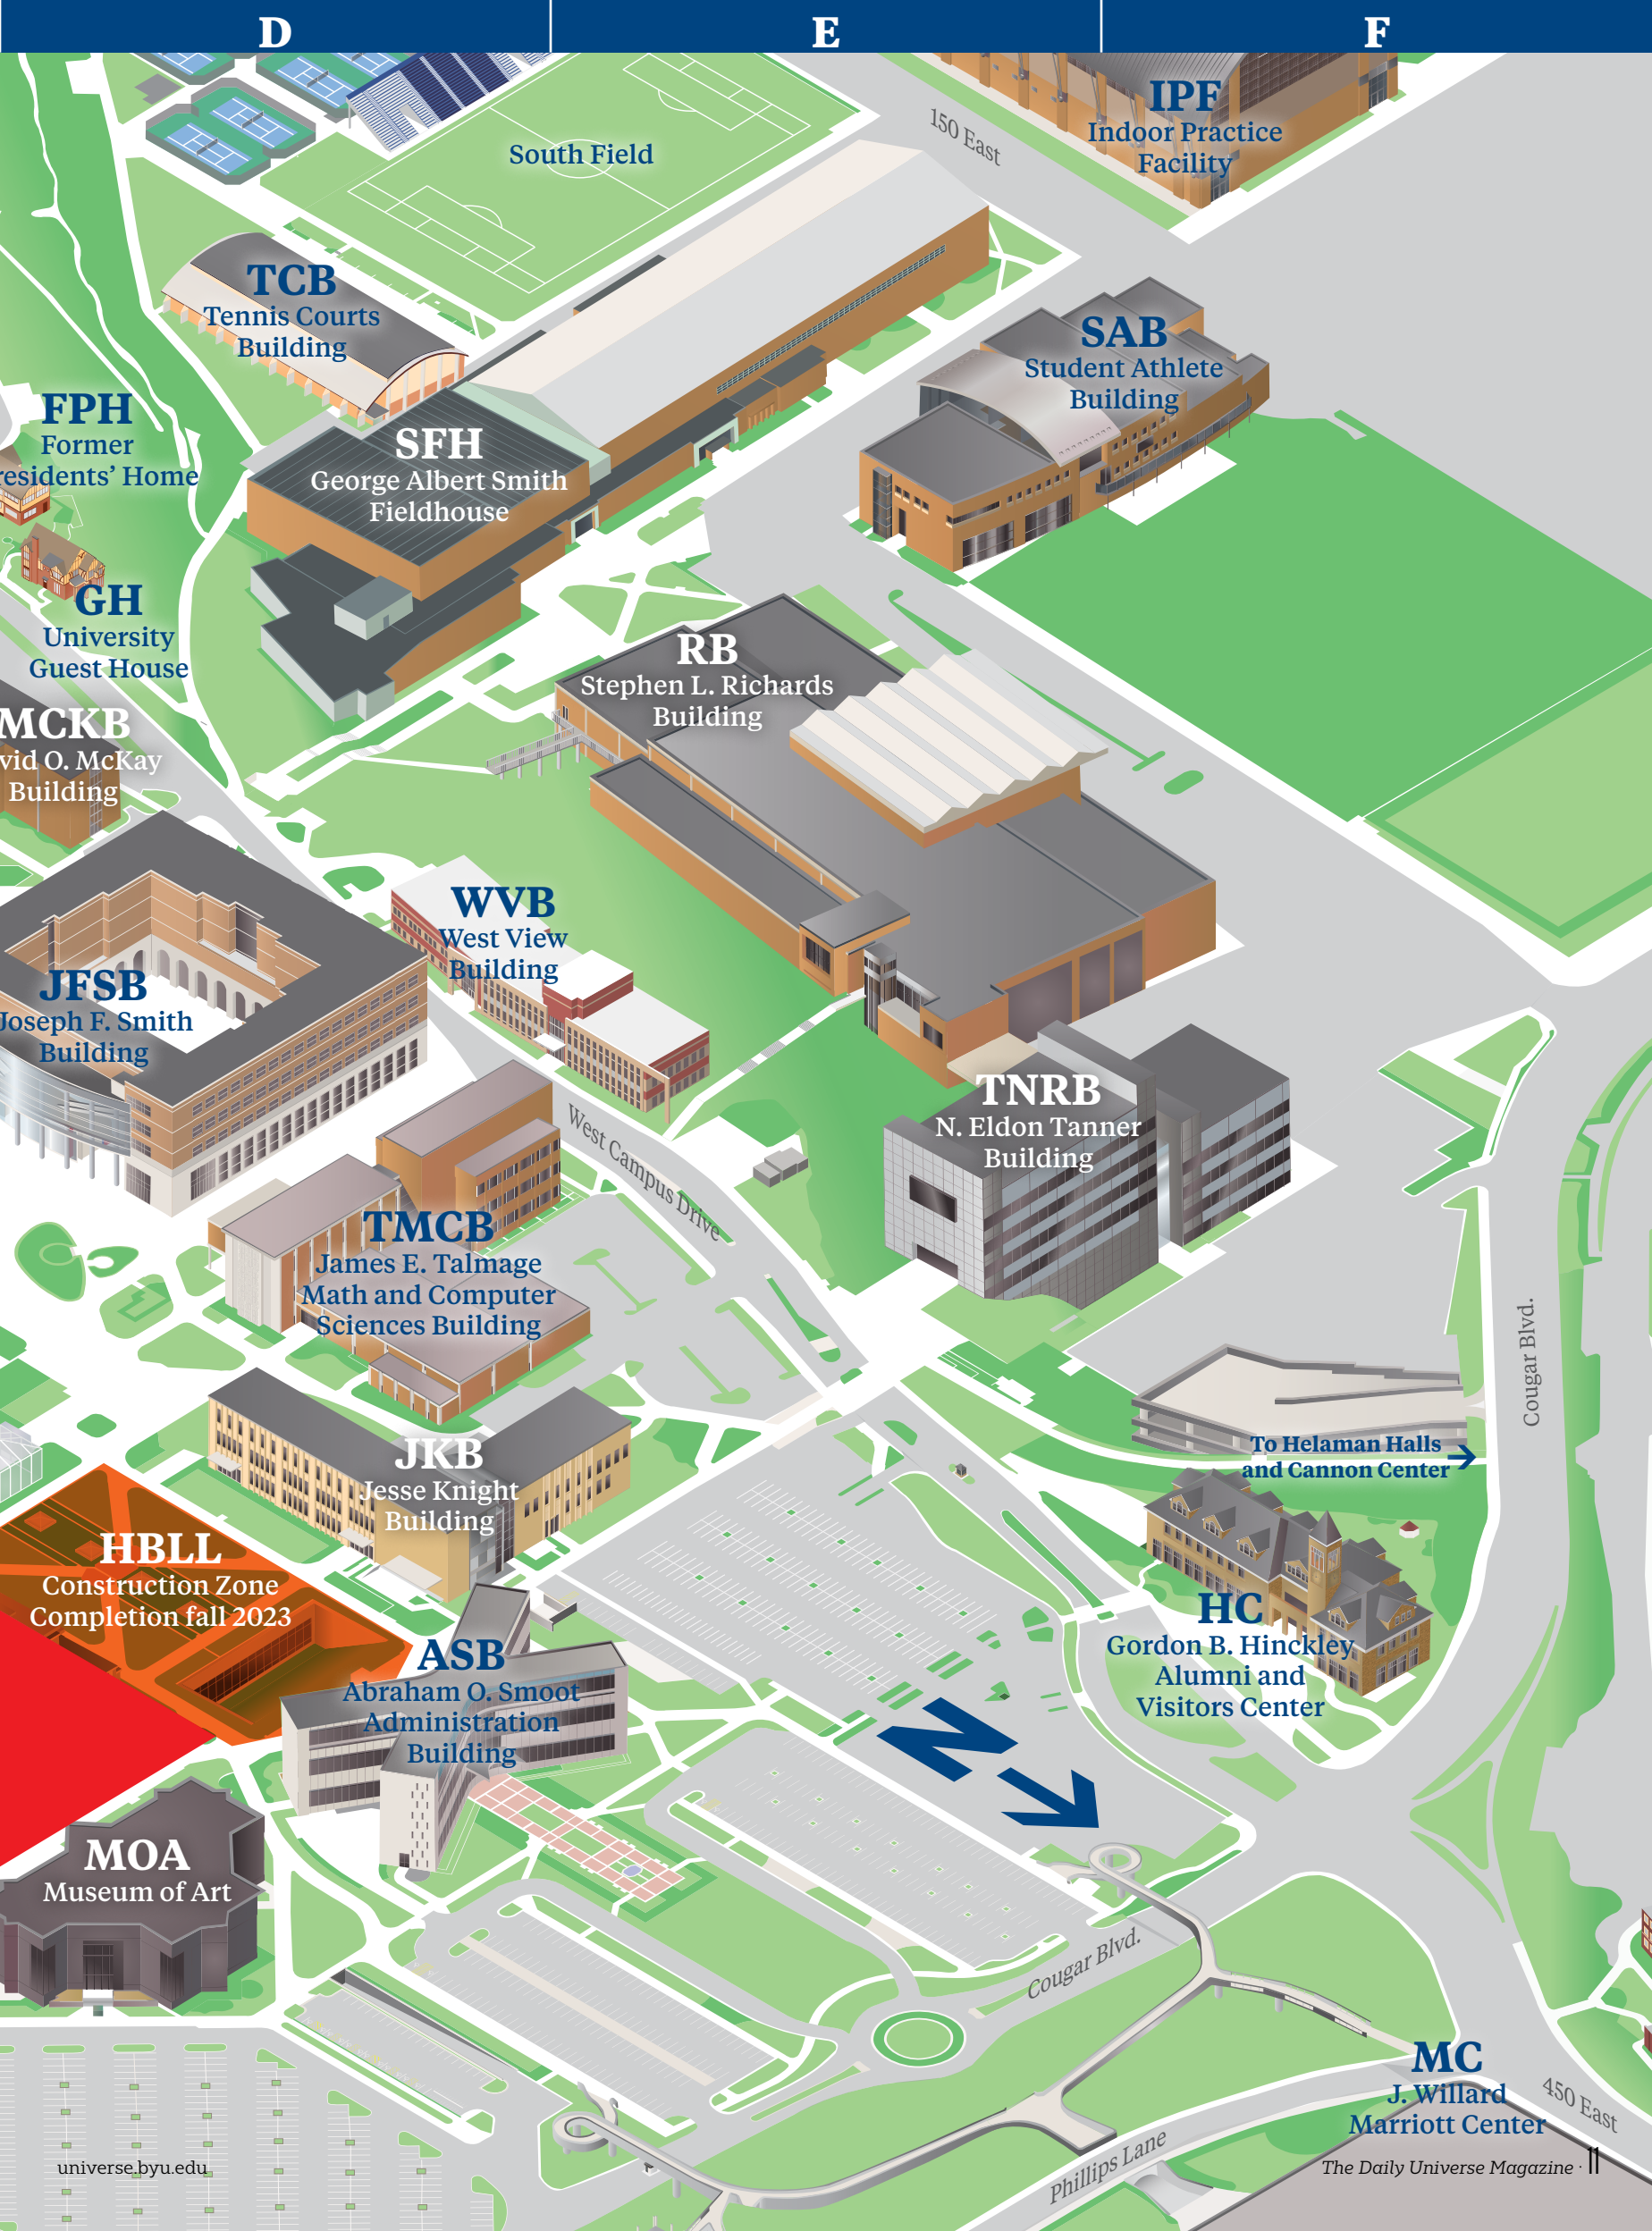 D
E
F
IPF
Indoor Practice
Facility
150 East
South Field
TCB
Tennis Courts
Building
SAB
Student Athlete
Building
FPH
Former
residents’ Home
SFH
George Albert Smith
Fieldhouse
GH
University
Guest House
RB
Stephen L. Richards
Building
MCKB
vid O. McKay
Building
WVB
West View
Building
JFSB
Joseph F. Smith
Building
TNRB
N. Eldon Tanner
Building
West Campus Drive
TMCB
James E. Talmage
Math and Computer
Sciences Building
Cougar Blvd.
To Helaman Halls
and Cannon Center
JKB
Jesse Knight
Building
HBLL
Construction Zone
Completion fall 2023
HC
Gordon B. Hinckley
Alumni and
Visitors Center
ASB
Abraham O. Smoot
Administration
Building
N
MOA
Museum of Art
Cougar Blvd.
MC
J. Willard
Marriott Center
450 East
Phillips Lane
universe.byu.edu
The Daily Universe Magazine · 11